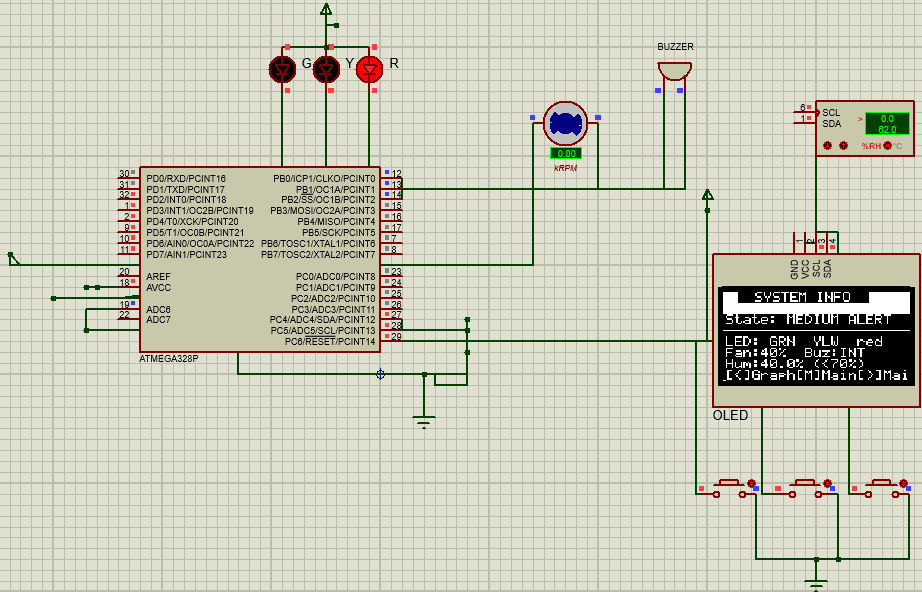 BUZZER
G Y R
6 SCL
1 SDA
> 0.0
62.0
%RH °C
0.00
kRPM
30 PD0/RXD/PCINT16
31 PD1/TXD/PCINT17
32 PD2/INT0/PCINT18
1 PD3/INT1/OC2B/PCINT19
2 PD4/T0/XCK/PCINT20
9 PD5/T1/OC0B/PCINT21
10 PD6/AIN0/OC0A/PCINT22
11 PD7/AIN1/PCINT23
20 AREF
18 AVCC
19 ADC6
22 ADC7
PB0/ICP1/CLKO/PCINT0 12
PB1/OC1A/PCINT1 13
PB2/SS/OC1B/PCINT2 14
PB3/MOSI/OC2A/PCINT3 15
PB4/MISO/PCINT4 16
PB5/SCK/PCINT5 17
PB6/TOSC1/XTAL1/PCINT6 7
PB7/TOSC2/XTAL2/PCINT7 8
PC0/ADC0/PCINT8 23
PC1/ADC1/PCINT9 24
PC2/ADC2/PCINT10 25
PC3/ADC3/PCINT11 26
PC4/ADC4/SDA/PCINT12 27
PC5/ADC5/SCL/PCINT13 28
PC6/RESET/PCINT14 29
ATMEGA328P
1 2 3 4
GND VCC SCL SDA
SYSTEM INFO
State: MEDIUM ALERT
LED: GRN YLW red
Fan:40% Buz:INT
Hum:40.0% (<70%)
[<]Graph[M]Main[>]Mai
OLED